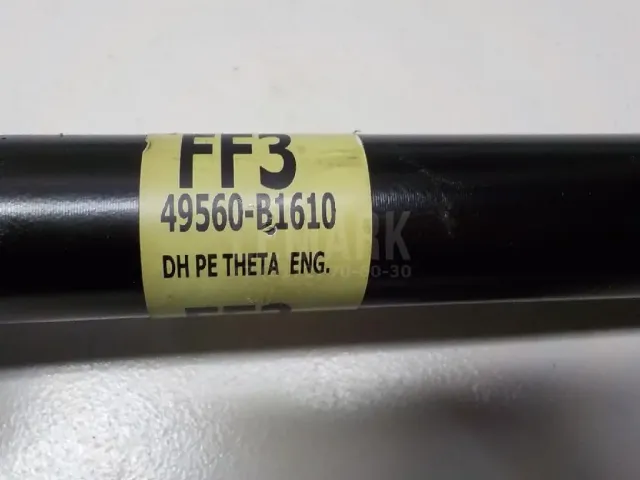 FF3
49560-B1610
DH PE THETA ENG.